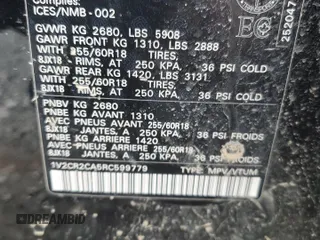 Complies:
ICES/NMB-002
GVWR KG 2680, LBS 5908
GAWR FRONT KG 1310, LBS 2888
WITH 255/60R18 TIRES,
8JX18 -RIMS, AT 250 KPA, 36 PSI COLD
GAWR REAR KG 1420, LBS 3131
WITH 255/60R18 TIRES,
8JX18 -RIMS, AT 250 KPA, 36 PSI COLD
PNBV KG 2680
PNBE KG AVANT 1310
AVEC PNEUS AVANT 255/60R18
8JX18 - JANTES, A 250 KPA, 36 PSI FROIDS
PNBE KG ARRIERE 1420
AVEC PNEUS ARRIERE 255/60R18
8JX18 - JANTES, A 250 KPA, 36 PSI FROIDS
1V2CR2CA5RC599779 TYPE: MPV/VTUM
252047